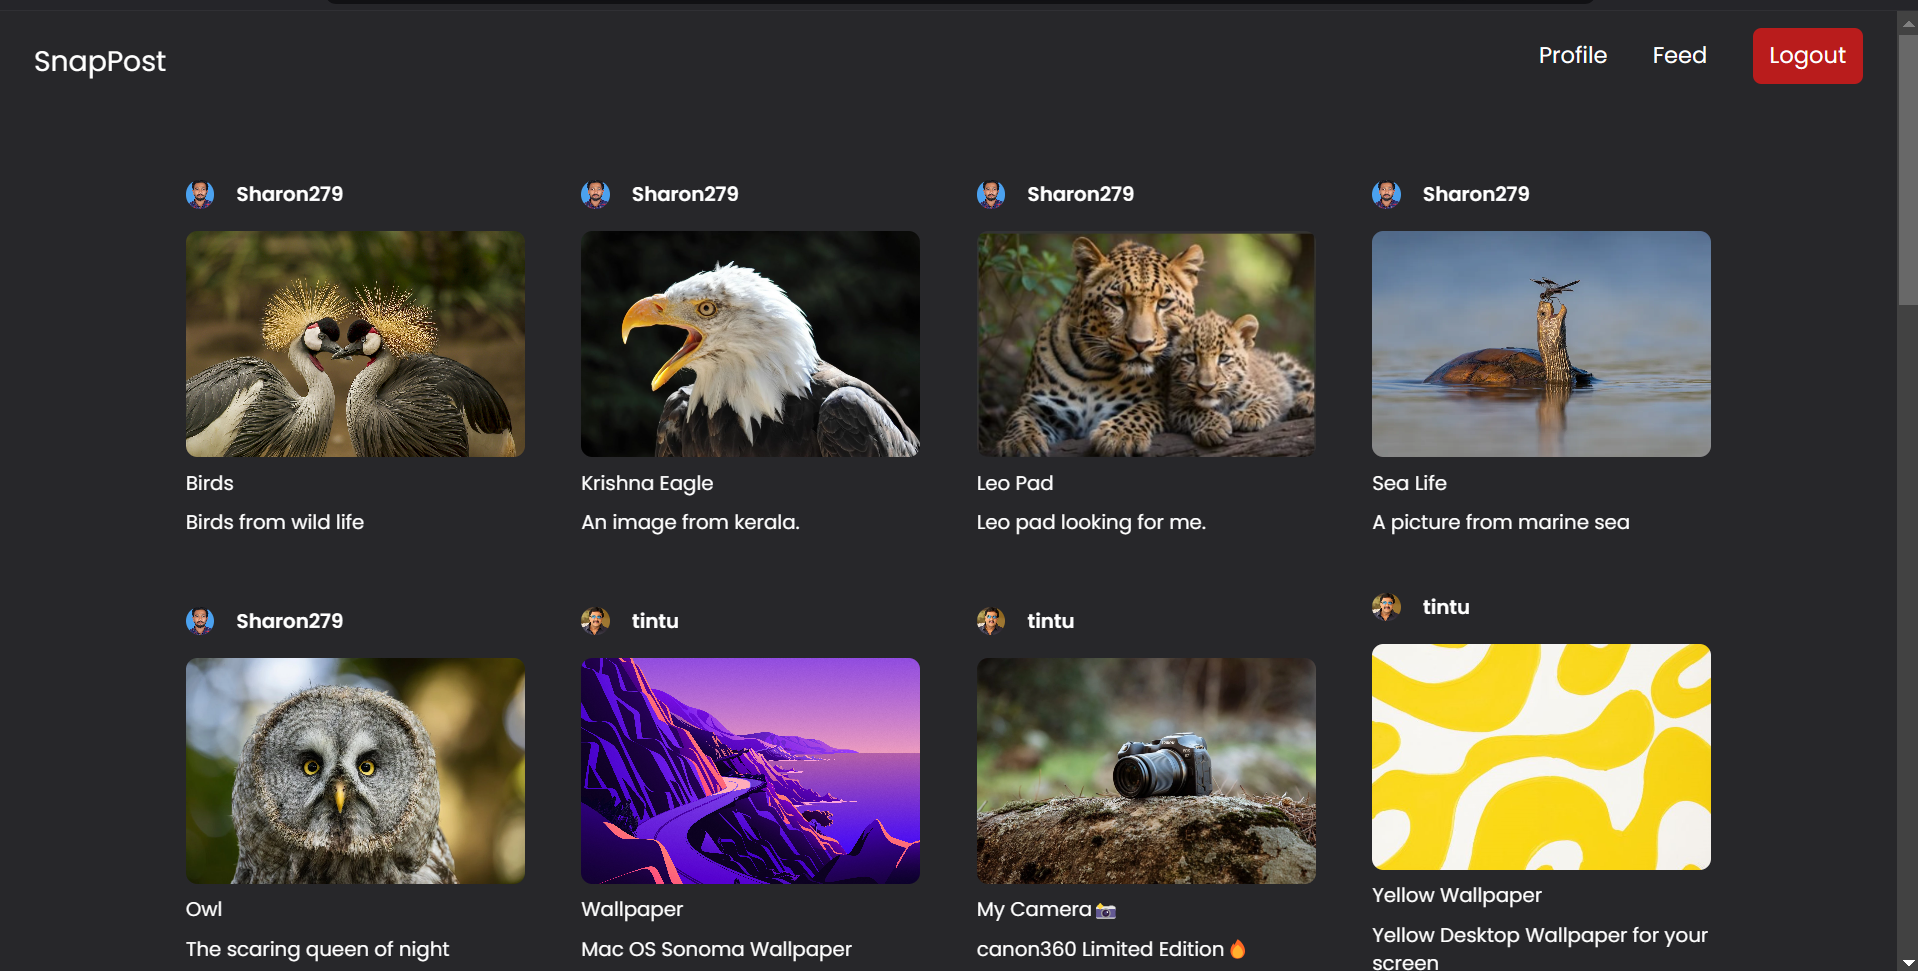 SnapPost
Profile
Feed
Logout
Sharon279
Sharon279
Sharon279
Sharon279
Birds
Birds from wild life
Krishna Eagle
An image from kerala.
Leo Pad
Leo pad looking for me.
Sea Life
A picture from marine sea
Sharon279
tintu
tintu
tintu
Owl
The scaring queen of night
Wallpaper
Mac OS Sonoma Wallpaper
My Camera📸
canon360 Limited Edition🔥
Yellow Wallpaper
Yellow Desktop Wallpaper for your
screen